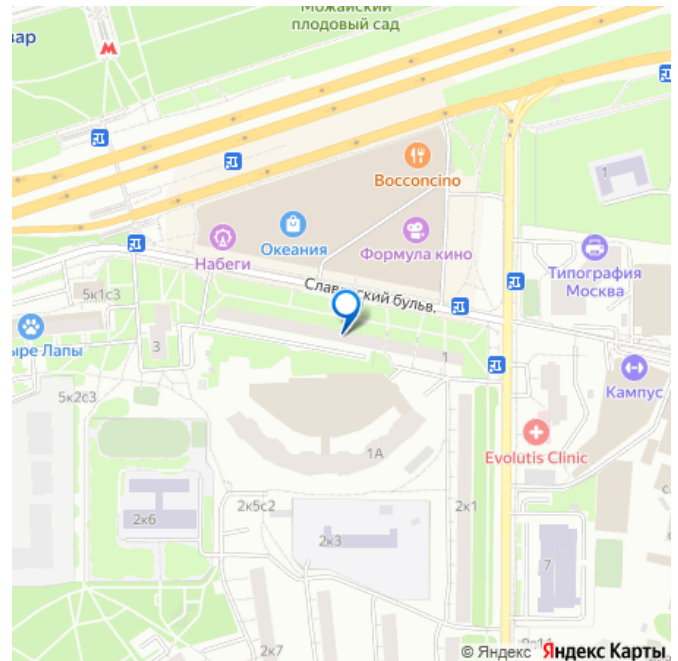 Можайский
плодовый сад
вар
Bocconcino
1
Океания
Формула кино
Набеги
Типография
Москва
Славянский бульв.
5к1с3
ыре Лапы
3
1
Кампус
5к2с3
1А
Evolutis Clinic
2к5с2
2к1
2к6
2к3
7
2к7
© Яндекс Яндекс Карты